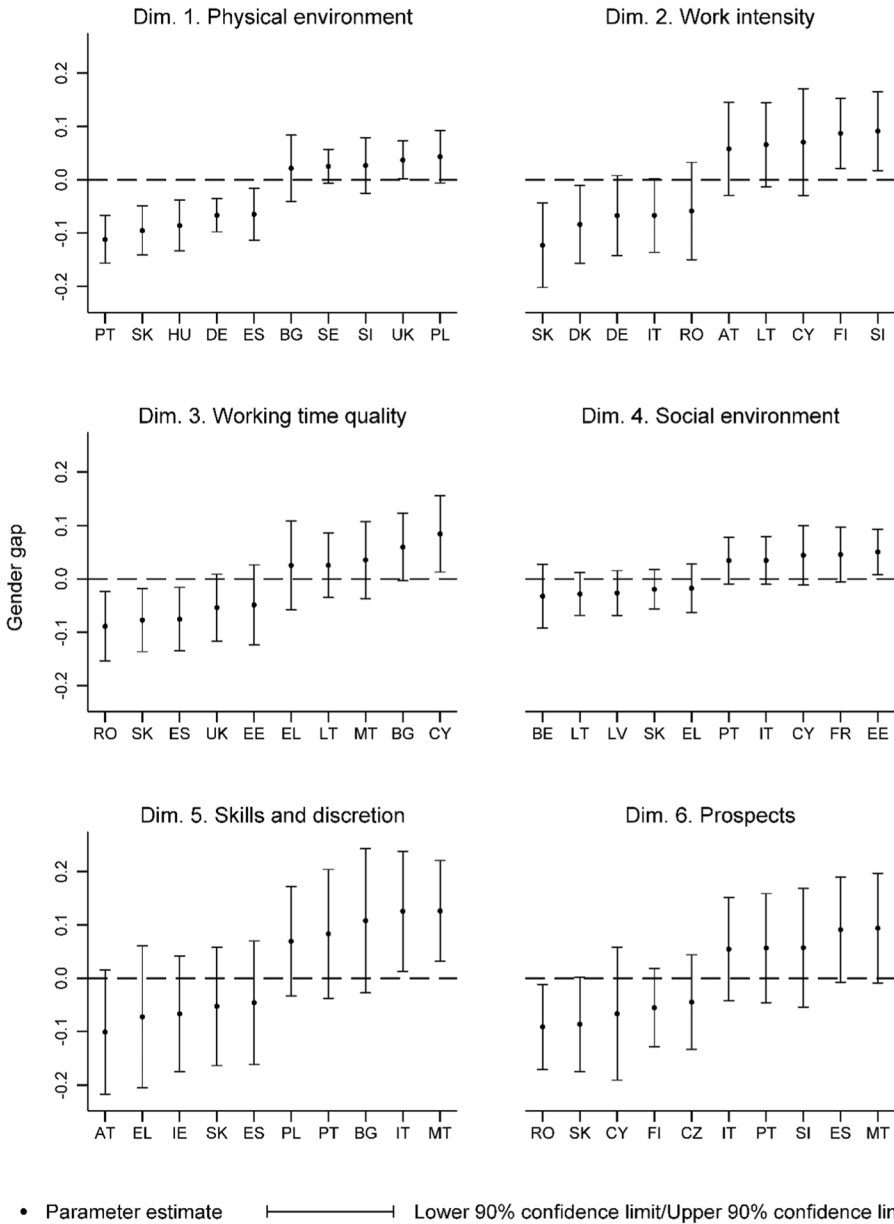 Dim. 1. Physical environment
0.2
0.1
0.0
-0.1
-0.2
PT SK HU DE ES BG SE SI UK PL
Dim. 2. Work intensity
SK DK DE IT RO AT LT CY FI SI
Gender gap
Dim. 3. Working time quality
0.2
0.1
0.0
-0.1
-0.2
RO SK ES UK EE EL LT MT BG CY
Dim. 4. Social environment
BE LT LV SK EL PT IT CY FR EE
Dim. 5. Skills and discretion
0.2
0.1
0.0
-0.1
-0.2
AT EL IE SK ES PL PT BG IT MT
Dim. 6. Prospects
RO SK CY FI CZ IT PT SI ES MT
Parameter estimate
Lower 90% confidence limit/Upper 90% confidence